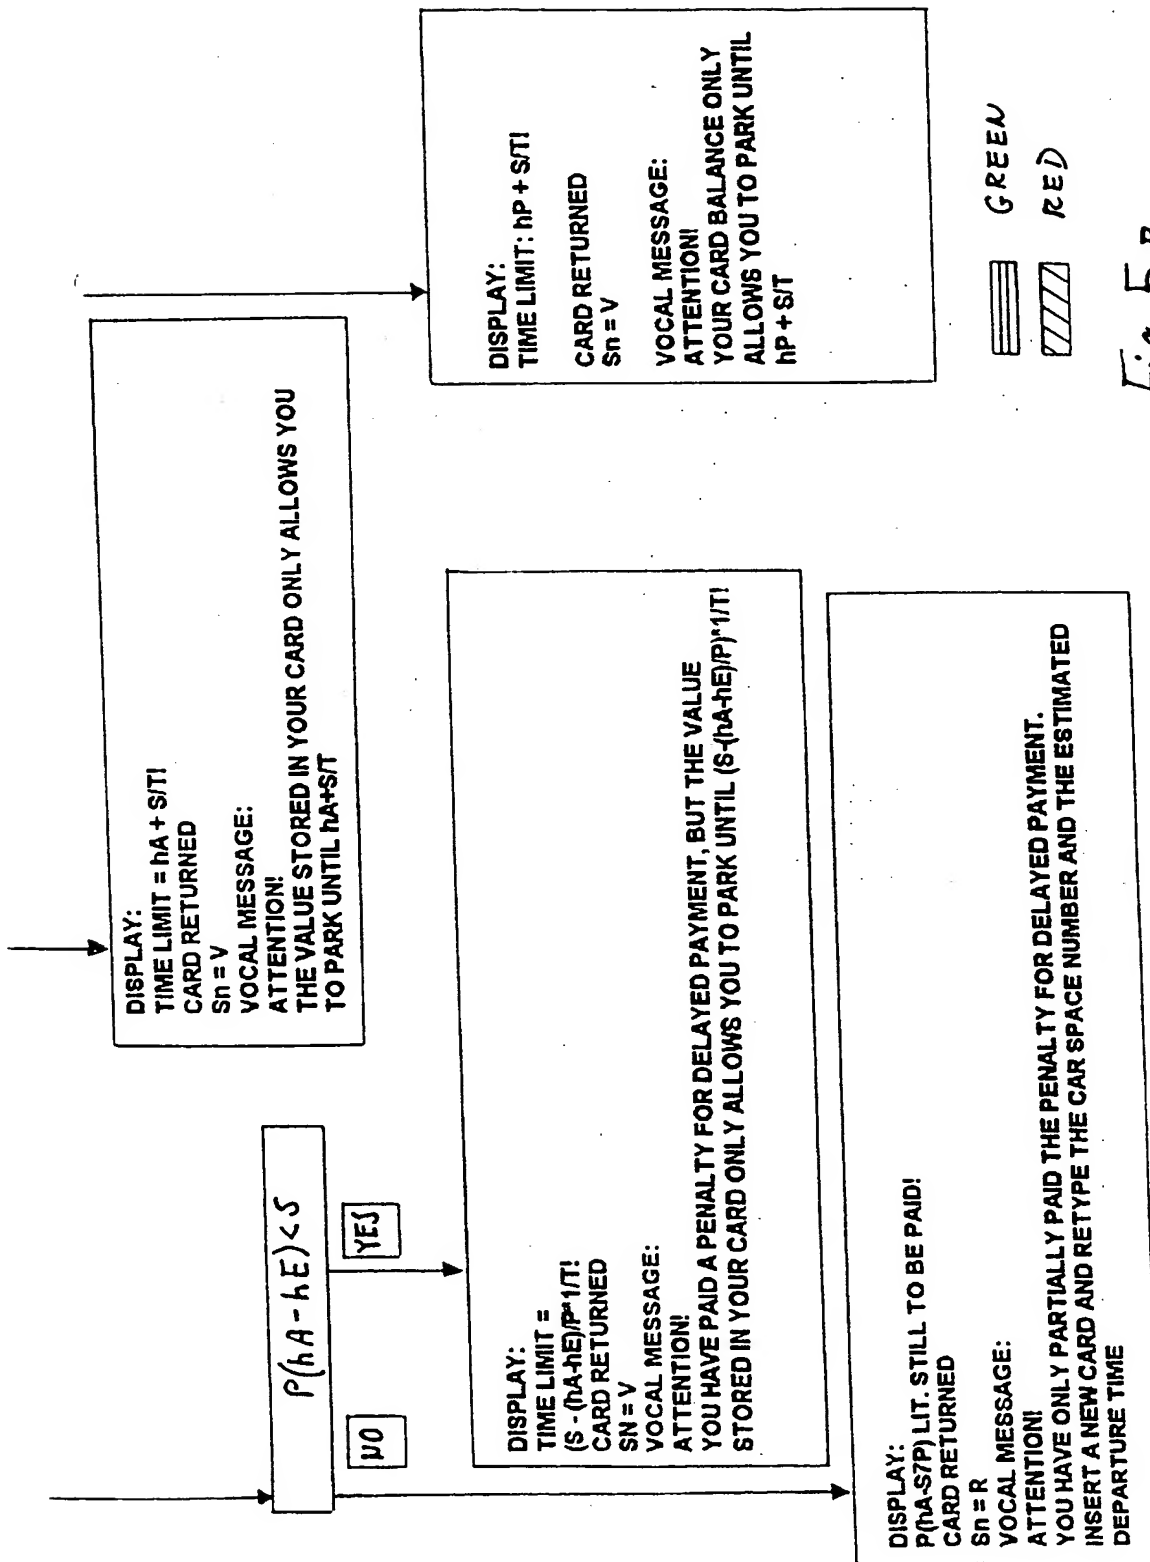 DISPLAY:
TIME LIMIT = hA + S/T!
CARD RETURNED
Sn = V
VOCAL MESSAGE:
ATTENTION!
THE VALUE STORED IN YOUR CARD ONLY ALLOWS YOU
TO PARK UNTIL hA+S/T
DISPLAY:
TIME LIMIT: hP + S/T!
CARD RETURNED
Sn = V
VOCAL MESSAGE:
ATTENTION!
YOUR CARD BALANCE ONLY
ALLOWS YOU TO PARK UNTIL
hP + S/T
P(hA-hE)<S
NO
YES
DISPLAY:
TIME LIMIT =
(S - (hA-hE)/P*1/T!
CARD RETURNED
SN = V
VOCAL MESSAGE:
ATTENTION!
YOU HAVE PAID A PENALTY FOR DELAYED PAYMENT, BUT THE VALUE
STORED IN YOUR CARD ONLY ALLOWS YOU TO PARK UNTIL (S-(hA-hE)/P)*1/T!
DISPLAY:
P(hA-S7P) LIT. STILL TO BE PAID!
CARD RETURNED
Sn = R
VOCAL MESSAGE:
ATTENTION!
YOU HAVE ONLY PARTIALLY PAID THE PENALTY FOR DELAYED PAYMENT.
INSERT A NEW CARD AND RETYPE THE CAR SPACE NUMBER AND THE ESTIMATED
DEPARTURE TIME
GREEN
RED
Fig. 5B